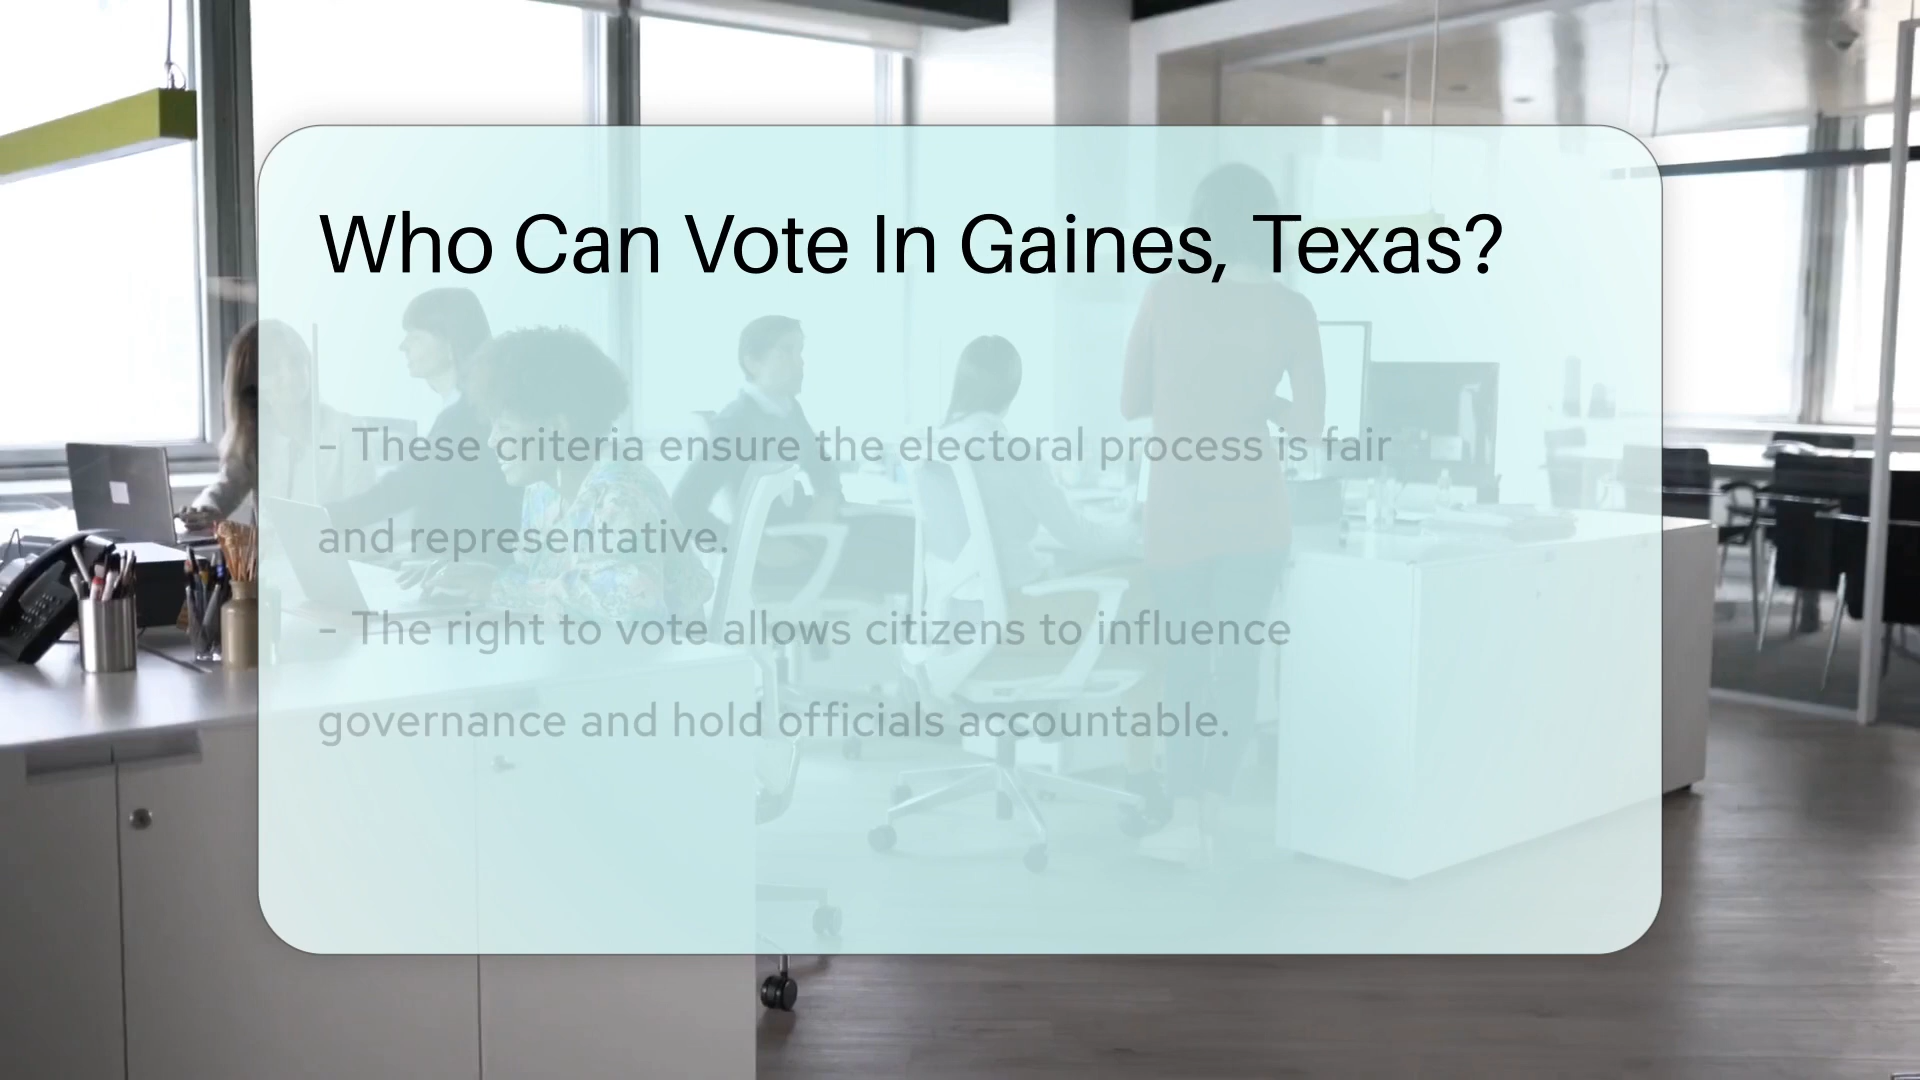 Who Can Vote In Gaines, Texas?
- These criteria ensure the electoral process is fair
and representative.
- The right to vote allows citizens to influence
governance and hold officials accountable.